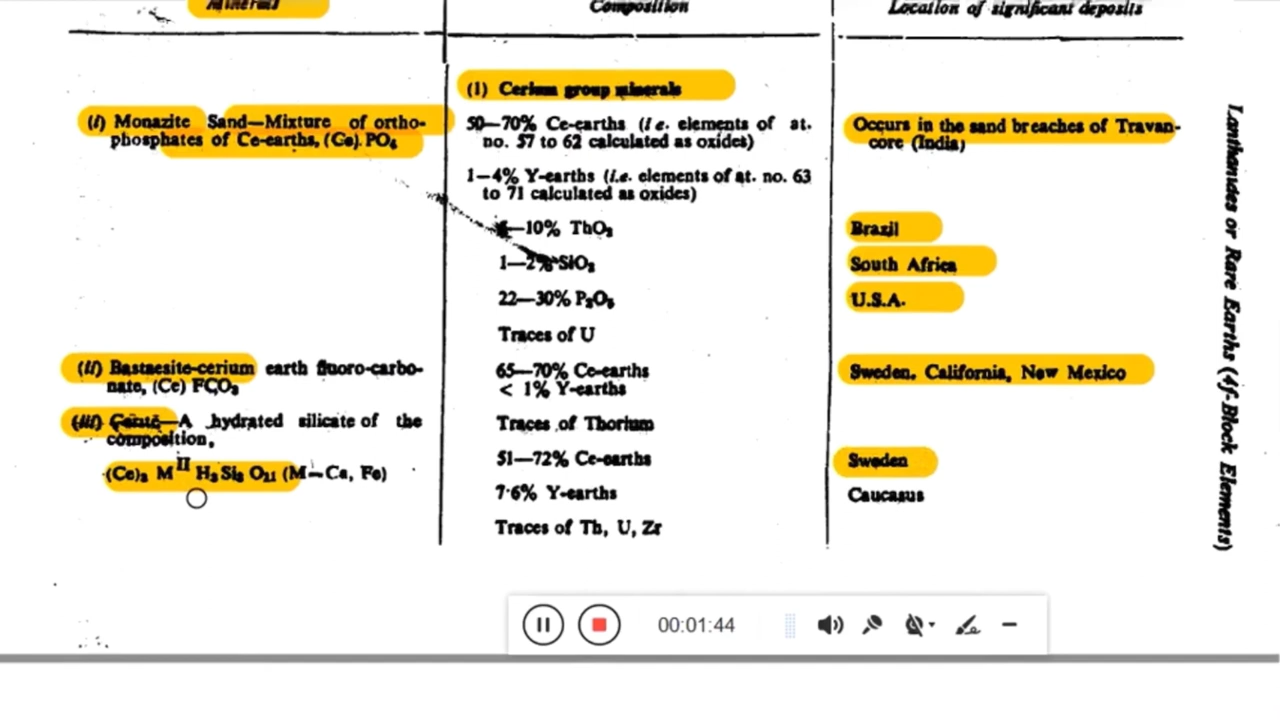 Minerals
Composition
Location of significant deposits
(1) Cerium group minerals
(i) Monazite Sand—Mixture of ortho-
phosphates of Ce-earths, (Ce) PO₄
50—70% Ce-earths (i e. elements of at.
no. 57 to 62 calculated as oxides)
1—4% Y-earths (i.e. elements of at. no. 63
to 71 calculated as oxides)
—10% ThO₂
1—2% SiO₂
22—30% P₂O₅
Traces of U
Occurs in the sand breaches of Travan-
core (India)
Brazil
South Africa
U.S.A.
(ii) Bastaesite-cerium earth fluoro-carbo-
nate, (Ce) FCO₃
65—70% Ce-earths
< 1% Y-earths
Traces of Thorium
Sweden, California, New Mexico
(iii) A hydrated silicate of the
composition,
(Ce)₃ Mᴵᴵ H₃ Si₃ O₁₁ (M—Ca, Fe)
51—72% Ce-earths
7·6% Y-earths
Traces of Th, U, Zr
Sweden
Caucasus
Lanthanides or Rare Earths (4f-Block Elements)
00:01:44